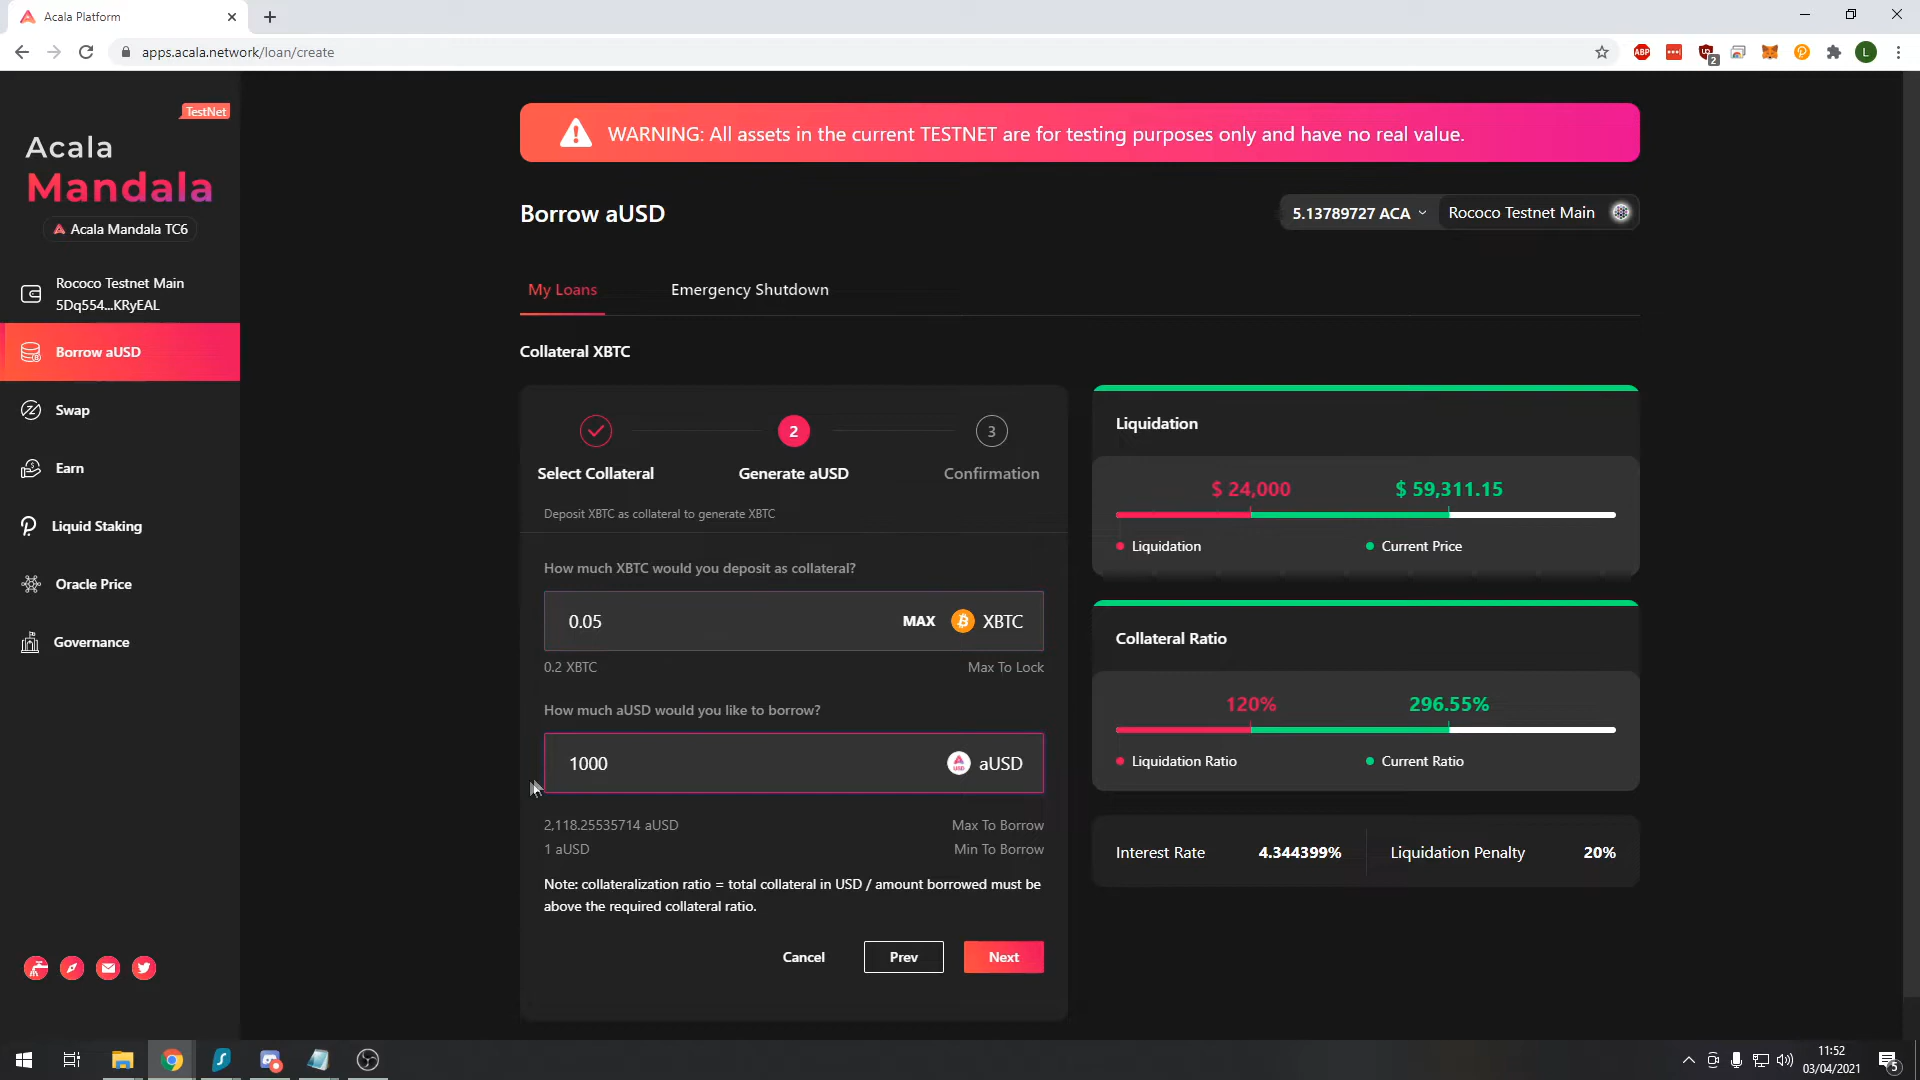 Acala Platform
apps.acala.network/loan/create
ABP
2
L
TestNet
Acala
Mandala
Acala Mandala TC6
Rococo Testnet Main
5Dq554...KRyEAL
Borrow aUSD
Swap
Earn
Liquid Staking
Oracle Price
Governance
WARNING: All assets in the current TESTNET are for testing purposes only and have no real value.
Borrow aUSD
5.13789727 ACA
Rococo Testnet Main
My Loans
Emergency Shutdown
Collateral XBTC
2
3
Select Collateral
Generate aUSD
Confirmation
Deposit XBTC as collateral to generate XBTC
How much XBTC would you deposit as collateral?
0.05
MAX
XBTC
0.2 XBTC
Max To Lock
How much aUSD would you like to borrow?
1000
aUSD
2,118.25535714 aUSD
Max To Borrow
1 aUSD
Min To Borrow
Note: collateralization ratio = total collateral in USD / amount borrowed must be
above the required collateral ratio.
Cancel
Prev
Next
Liquidation
$ 24,000
$ 59,311.15
Liquidation
Current Price
Collateral Ratio
120%
296.55%
Liquidation Ratio
Current Ratio
Interest Rate
4.344399%
Liquidation Penalty
20%
11:52
03/04/2021
5